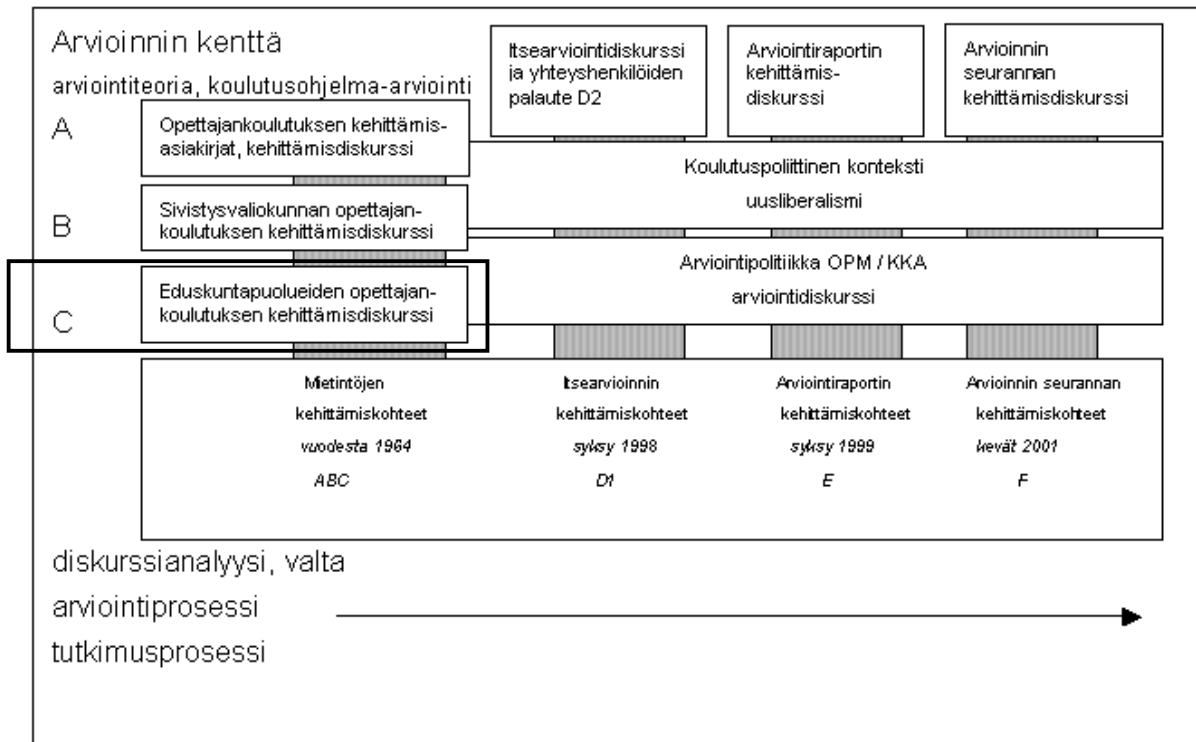 Arvioinnin kenttä
arviointiteoria, koulutusohjelma-arviointi
Itsearviointidiskurssi
ja yhteyshenkilöiden
palaute D2
Arviointiraportin
kehittämis-
diskurssi
Arvioinnin
seurannan
kehittämisdiskurssi
A
Opettajankoulutuksen kehittämis-
asiakirjat, kehittämisdiskurssi
Koulutuspoliittinen konteksti
uusliberalismi
B
Sivistysvaliokunnan opettajan-
koulutuksen kehittämisdiskurssi
Arviointipolitiikka OPM / KKA
arviointidiskurssi
C
Eduskuntapuolueiden opettajan-
koulutuksen kehittämisdiskurssi
Mietintöjen
kehittämiskohteet
vuodesta 1964
ABC
Itsearvioinnin
kehittämiskohteet
syksy 1998
D1
Arviointiraportin
kehittämiskohteet
syksy 1999
E
Arvioinnin seurannan
kehittämiskohteet
kevät 2001
F
diskurssianalyysi, valta
arviointiprosessi
tutkimusprosessi